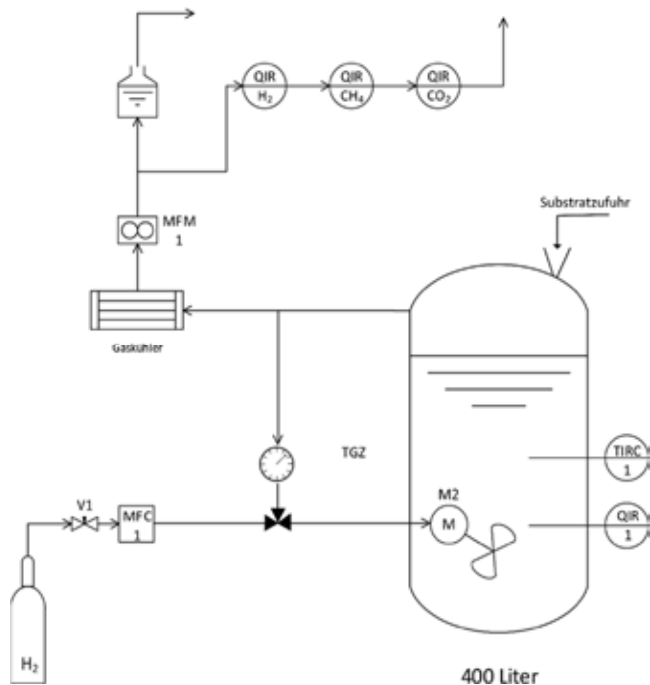 QIR
H₂
QIR
CH₄
QIR
CO₂
Substratzufuhr
MFM
1
Gaskühler
TGZ
TIRC
1
V1
MFC
1
M2
M
QIR
1
H₂
400 Liter